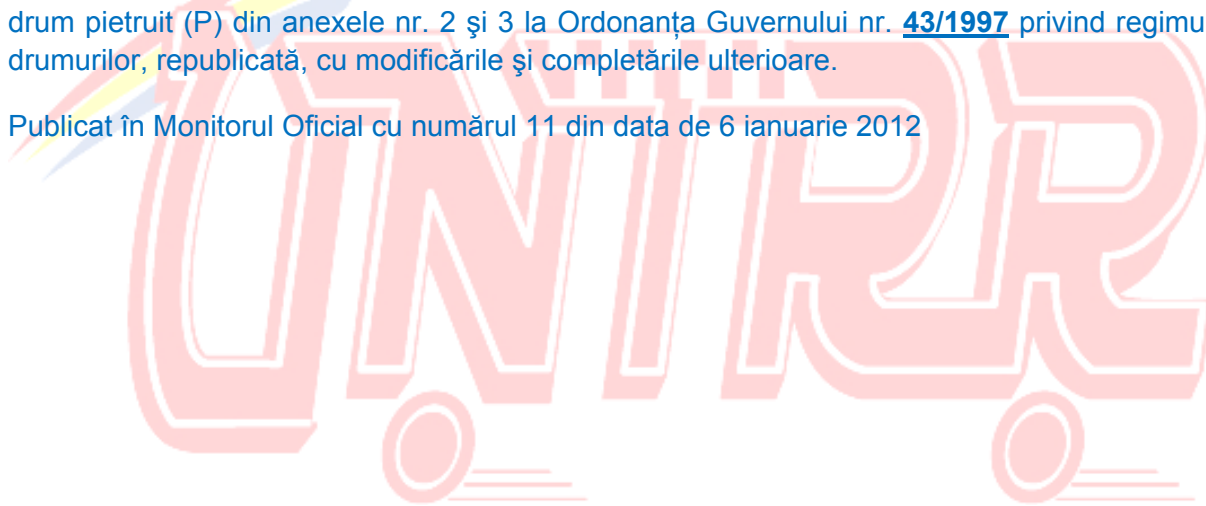 drum pietruit (P) din anexele nr. 2 şi 3 la Ordonanța Guvernului nr. 43/1997 privind regimu
drumurilor, republicată, cu modificările şi completările ulterioare.
Publicat în Monitorul Oficial cu numărul 11 din data de 6 ianuarie 2012
UNTRR